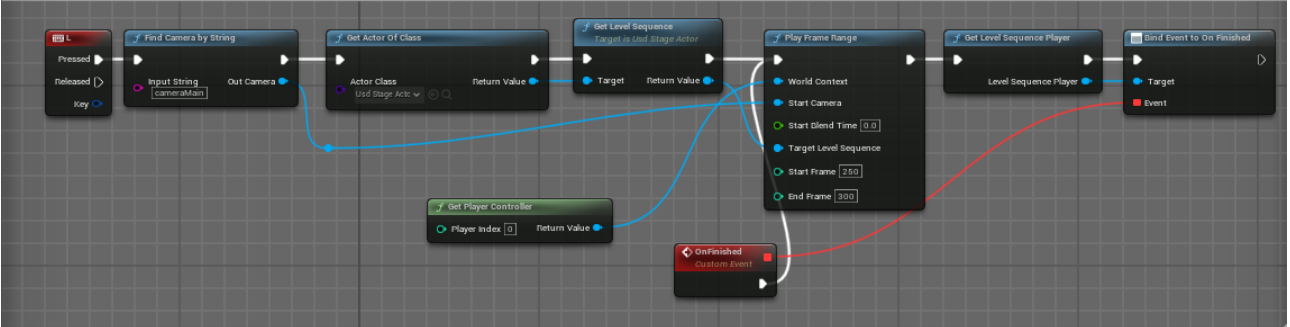 L
Pressed
Released
Key
Find Camera by String
Input String
cameraMain
Out Camera
Get Actor Of Class
Actor Class
Usd Stage Actc
Return Value
Get Level Sequence
Target is Usd Stage Actor
Target
Return Value
Play Frame Range
World Context
Start Camera
Start Blend Time 0.0
Target Level Sequence
Start Frame 250
End Frame 300
Get Level Sequence Player
Level Sequence Player
Bind Event to On Finished
Target
Event
Get Player Controller
Player Index 0
Return Value
OnFinished
Custom Event